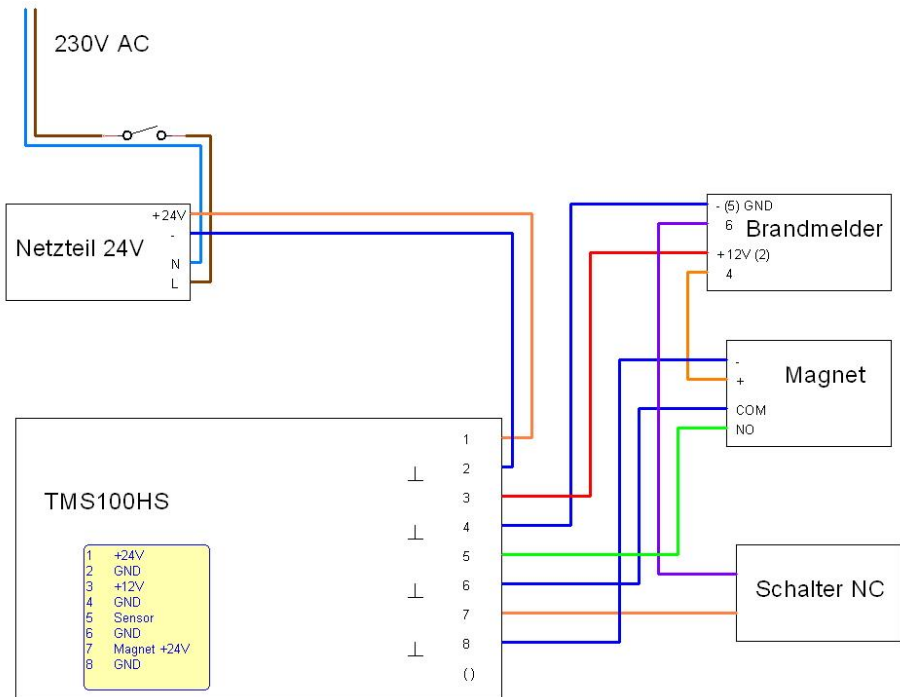 230V AC
+24V
-
N
L
Netzteil 24V
- (5) GND
6
+12V (2)
4
Brandmelder
-
+
COM
NO
Magnet
TMS100HS
1
2
3
4
5
6
7
8
()
1 +24V
2 GND
3 +12V
4 GND
5 Sensor
6 GND
7 Magnet +24V
8 GND
Schalter NC